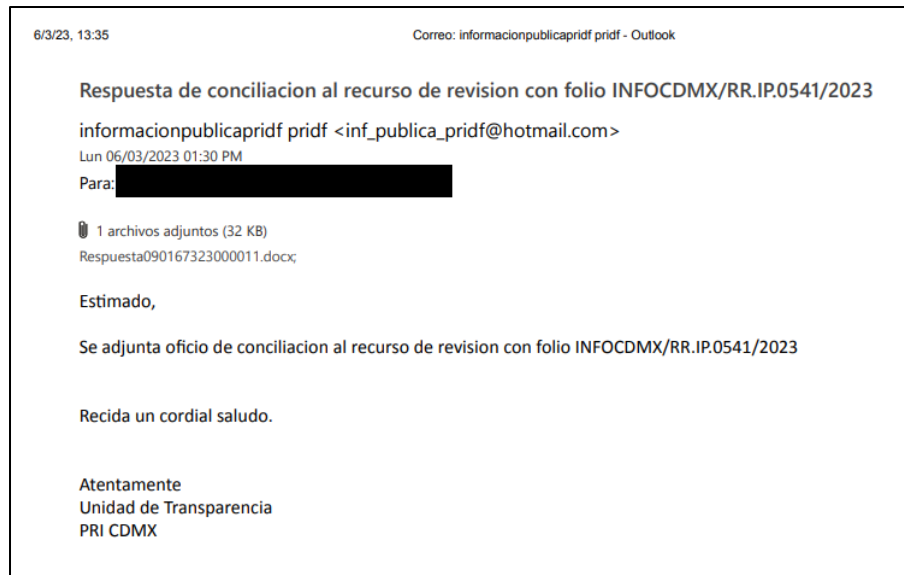 6/3/23, 13:35 Correo: informacionpublicapridf pridf - Outlook
Respuesta de conciliacion al recurso de revision con folio INFOCDMX/RR.IP.0541/2023
informacionpublicapridf pridf <inf_publica_pridf@hotmail.com>
Lun 06/03/2023 01:30 PM
Para:
1 archivos adjuntos (32 KB)
Respuesta090167323000011.docx;
Estimado,
Se adjunta oficio de conciliacion al recurso de revision con folio INFOCDMX/RR.IP.0541/2023
Recida un cordial saludo.
Atentamente
Unidad de Transparencia
PRI CDMX